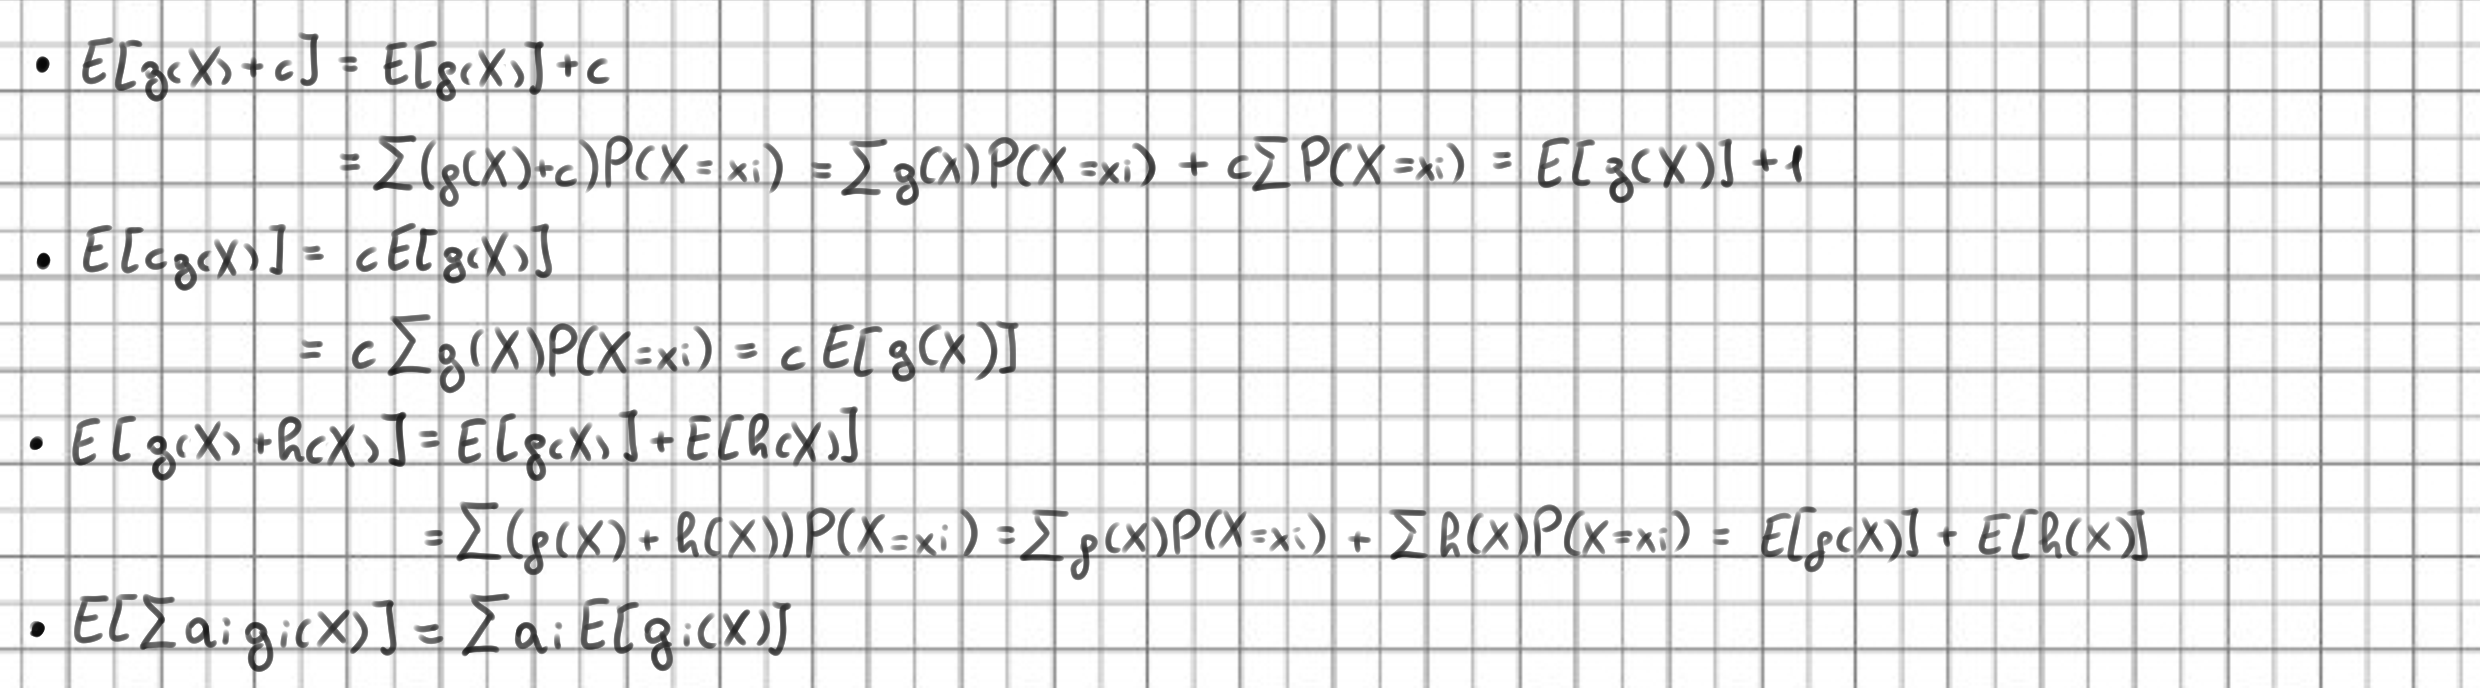 • E[g(X)+c] = E[g(X)]+c
= ∑(g(X)+c)P(X=xi) = ∑g(X)P(X=xi) + c∑P(X=xi) = E[g(X)]+1
• E[cg(X)] = cE[g(X)]
= c∑g(X)P(X=xi) = cE[g(X)]
• E[g(X)+h(X)] = E[g(X)]+E[h(X)]
= ∑(g(X)+h(X))P(X=xi) = ∑g(X)P(X=xi) + ∑h(X)P(X=xi) = E[g(X)] + E[h(X)]
• E[∑aigi(X)] = ∑aiE[gi(X)]